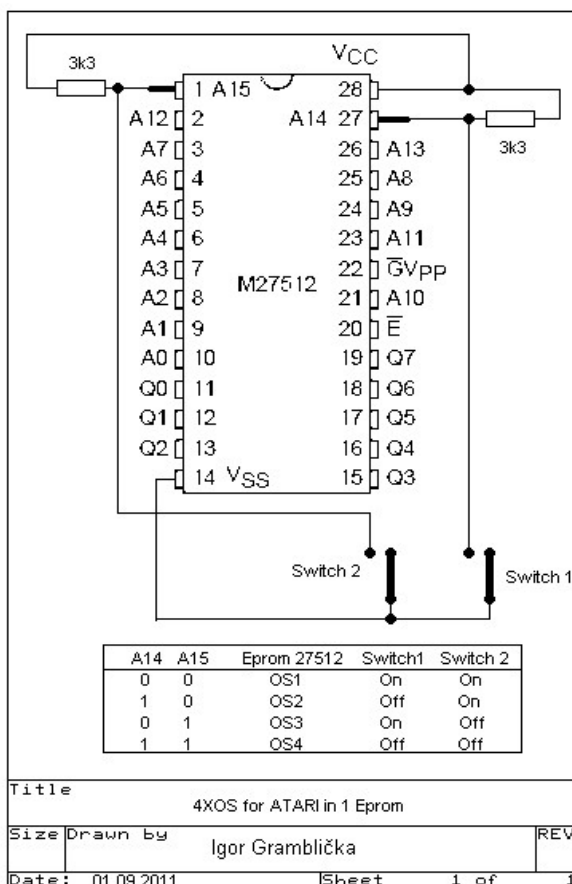 VCC
3k3
1 A15 28
A12 2 A14 27
3k3
A7 3 26 A13
A6 4 25 A8
A5 5 24 A9
A4 6 23 A11
A3 7 22 G̅VPP
M27512
A2 8 21 A10
A1 9 20 E̅
A0 10 19 Q7
Q0 11 18 Q6
Q1 12 17 Q5
Q2 13 16 Q4
14 VSS 15 Q3
Switch 2
Switch 1
A14 A15 Eprom 27512 Switch1 Switch 2
0 0 OS1 On On
1 0 OS2 Off On
0 1 OS3 On Off
1 1 OS4 Off Off
Title
4XOS for ATARI in 1 Eprom
Size Drawn by REV
Igor Gramblička
Date: 01.09.2011 Sheet 1 of 1